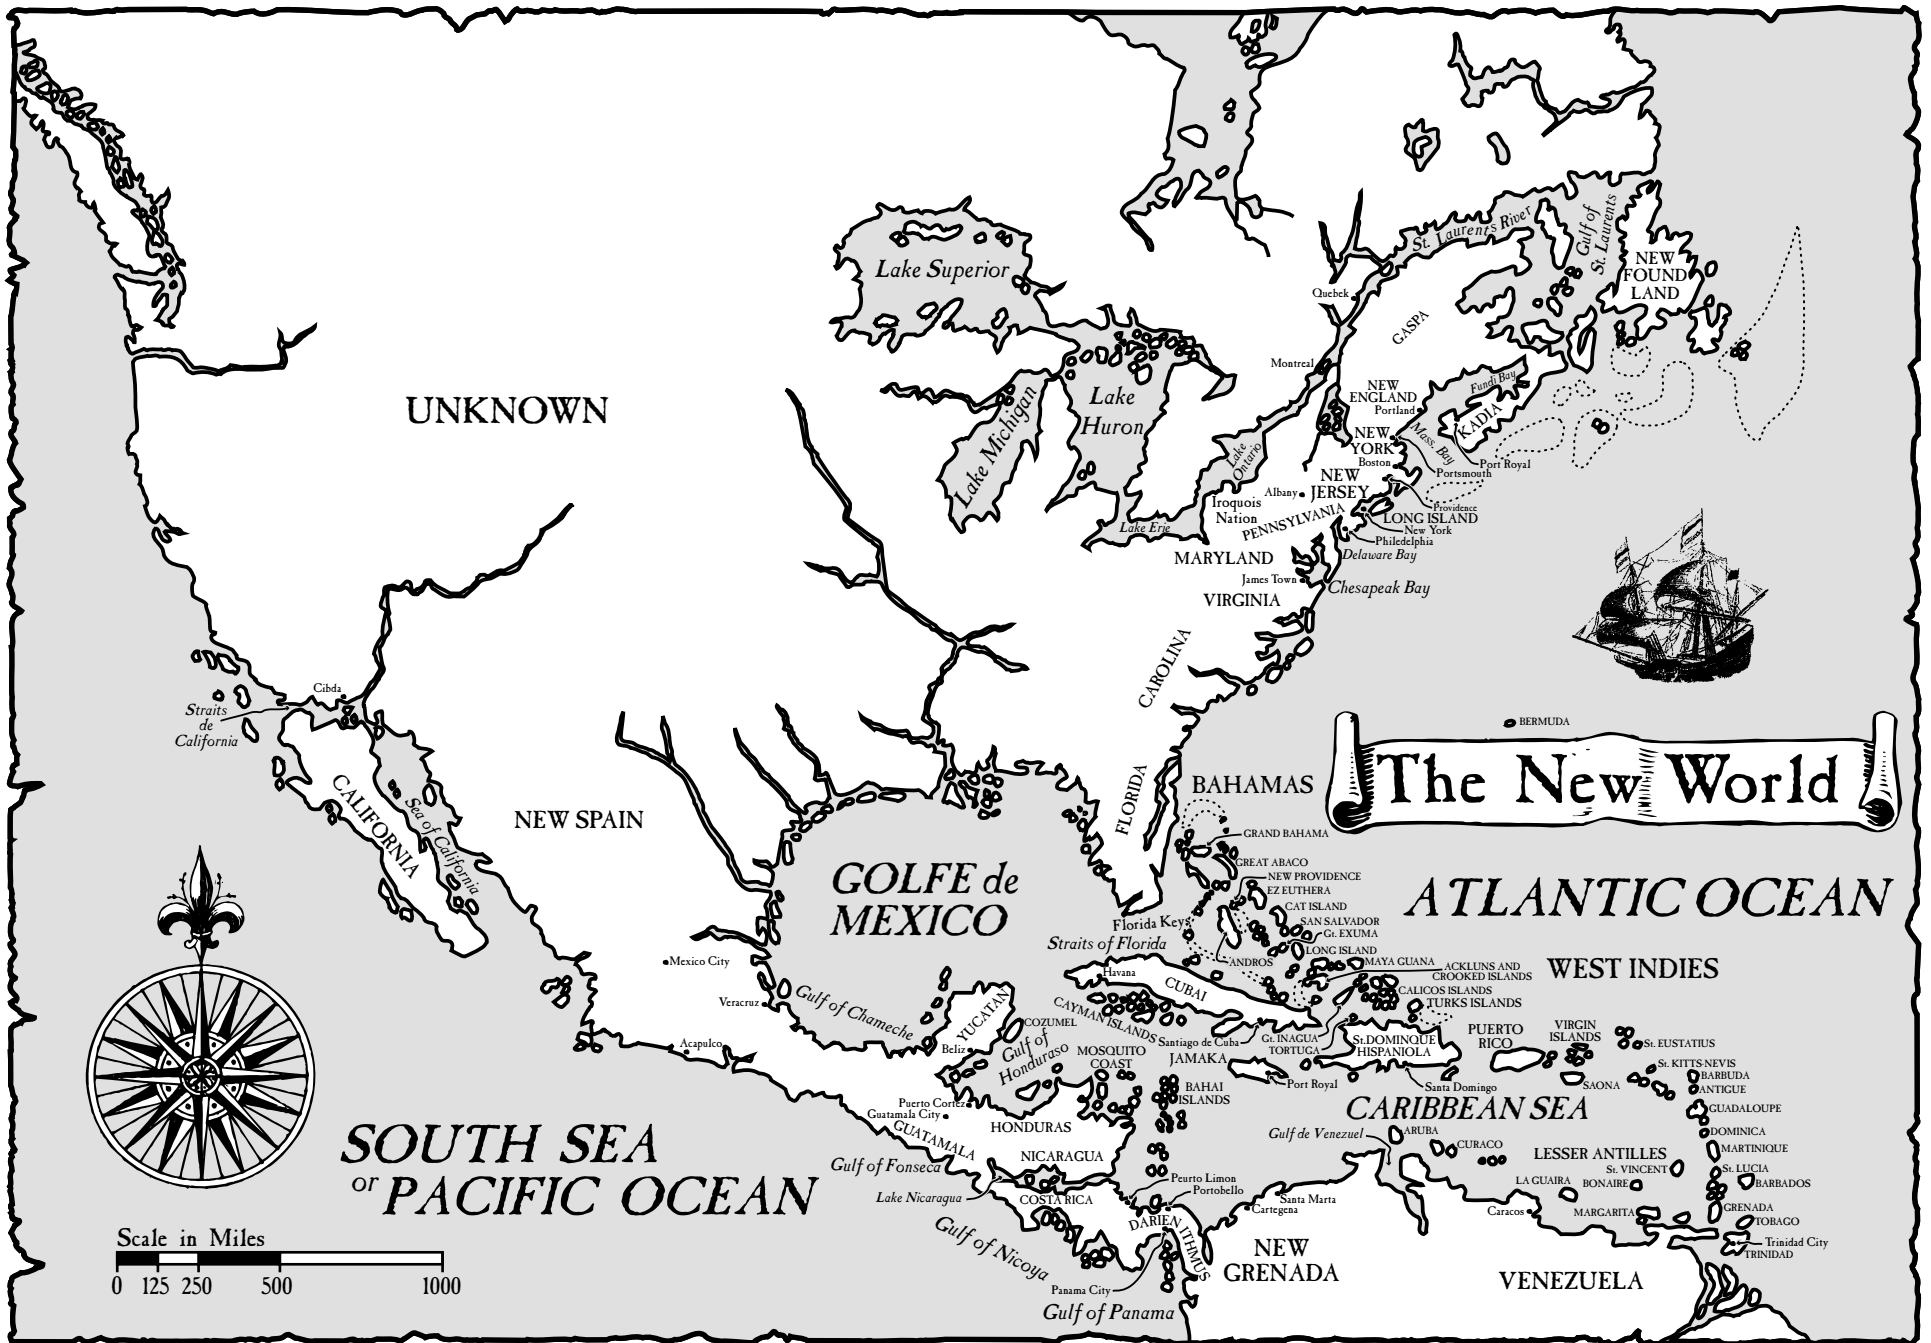 Lake Superior
St. Laurents River
Gulf of
St. Laurents
NEW
FOUND
LAND
Quebek
GASPA
Montreal
UNKNOWN
Lake Michigan
Lake
Huron
Lake
Ontario
Lake Erie
NEW
ENGLAND
Portland
Fundi Bay
KADIA
NEW
YORK
Mass. Bay
Boston
Portsmouth
Port Royal
NEW
JERSEY
Albany
Iroquois
Nation
PENNSYLVANIA
Providence
LONG ISLAND
New York
Philedelphia
Delaware Bay
MARYLAND
James Town
Chesapeak Bay
VIRGINIA
CAROLINA
Cibda
Straits
de
California
BERMUDA
The New World
CALIFORNIA
Sea of California
NEW SPAIN
FLORIDA
BAHAMAS
GRAND BAHAMA
GREAT ABACO
NEW PROVIDENCE
EZ EUTHERA
CAT ISLAND
SAN SALVADOR
Gt. EXUMA
LONG ISLAND
ANDROS
MAYA GUANA
ACKLUNS AND
CROOKED ISLANDS
CALICOS ISLANDS
TURKS ISLANDS
GOLFE de
MEXICO
ATLANTIC OCEAN
WEST INDIES
Florida Keys
Straits of Florida
Havana
CUBAI
CAYMAN ISLANDS
Santiago de Cuba
Gt. INAGUA
TORTUGA
JAMAKA
Port Royal
St.DOMINQUE
HISPANIOLA
Santa Domingo
PUERTO
RICO
VIRGIN
ISLANDS
St. EUSTATIUS
St. KITTS-NEVIS
BARBUDA
ANTIGUE
SAONA
GUADALOUPE
DOMINICA
MARTINIQUE
St. LUCIA
BARBADOS
GRENADA
TOBAGO
Trinidad City
TRINIDAD
Mexico City
Veracruz
Gulf of Chameche
Acapulco
YUCATAN
COZUMEL
Beliz
Gulf of
Honduraso
MOSQUITO
COAST
BAHAI
ISLANDS
Puerto Cortez
Guatamala City
HONDURAS
GUATAMALA
NICARAGUA
Gulf of Fonseca
Lake Nicaragua
COSTA RICA
Gulf of Nicoya
CARIBBEAN SEA
Gulf de Venezuel
ARUBA
CURACO
LESSER ANTILLES
St. VINCENT
LA GUAIRA
BONAIRE
MARGARITA
Caracos
Peurto Limon
Portobello
Santa Marta
Cartegena
DARIEN ITHMUS
Panama City
Gulf of Panama
NEW
GRENADA
VENEZUELA
SOUTH SEA
or PACIFIC OCEAN
Scale in Miles
0 125 250 500 1000